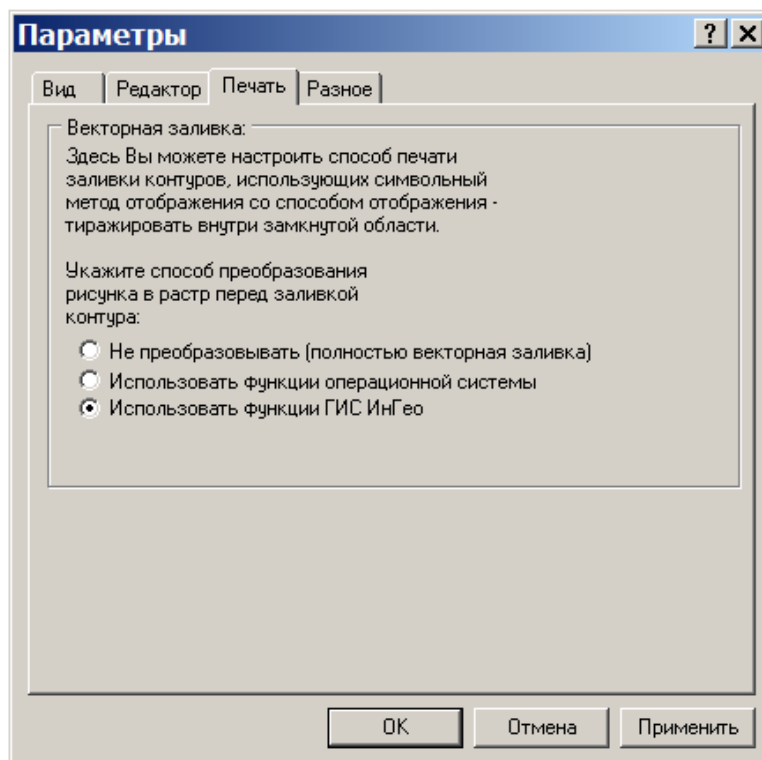 Параметры
Вид Редактор Печать Разное
Векторная заливка:
Здесь Вы можете настроить способ печати
заливки контуров, использующих символьный
метод отображения со способом отображения -
тиражировать внутри замкнутой области.
Укажите способ преобразования
рисунка в растр перед заливкой
контура:
Не преобразовывать (полностью векторная заливка)
Использовать функции операционной системы
Использовать функции ГИС ИнГео
OK Отмена Применить